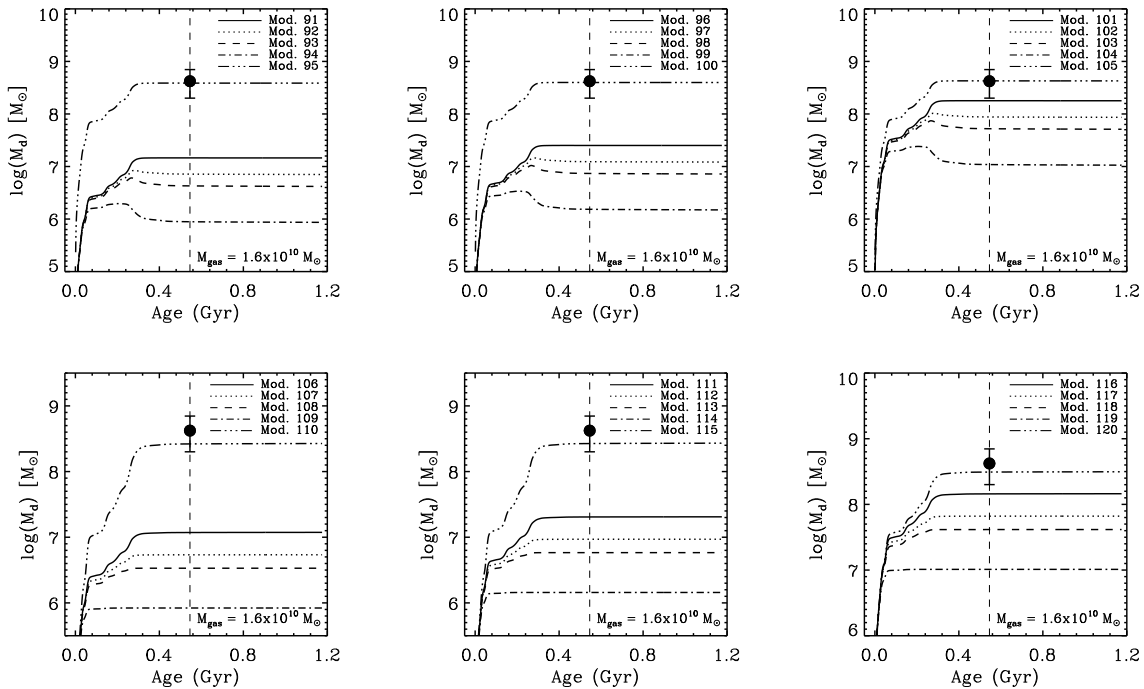 10
9
8
7
6
5
log(M_d) [M_⊙]
Mod. 91
Mod. 92
Mod. 93
Mod. 94
Mod. 95
M_gas = 1.6x10^10 M_⊙
0.0 0.4 0.8 1.2
Age (Gyr)
10
9
8
7
6
5
log(M_d) [M_⊙]
Mod. 96
Mod. 97
Mod. 98
Mod. 99
Mod. 100
M_gas = 1.6x10^10 M_⊙
0.0 0.4 0.8 1.2
Age (Gyr)
10
9
8
7
6
5
log(M_d) [M_⊙]
Mod. 101
Mod. 102
Mod. 103
Mod. 104
Mod. 105
M_gas = 1.6x10^10 M_⊙
0.0 0.4 0.8 1.2
Age (Gyr)
9
8
7
6
log(M_d) [M_⊙]
Mod. 106
Mod. 107
Mod. 108
Mod. 109
Mod. 110
M_gas = 1.6x10^10 M_⊙
0.0 0.4 0.8 1.2
Age (Gyr)
9
8
7
6
log(M_d) [M_⊙]
Mod. 111
Mod. 112
Mod. 113
Mod. 114
Mod. 115
M_gas = 1.6x10^10 M_⊙
0.0 0.4 0.8 1.2
Age (Gyr)
10
9
8
7
6
log(M_d) [M_⊙]
Mod. 116
Mod. 117
Mod. 118
Mod. 119
Mod. 120
M_gas = 1.6x10^10 M_⊙
0.0 0.4 0.8 1.2
Age (Gyr)